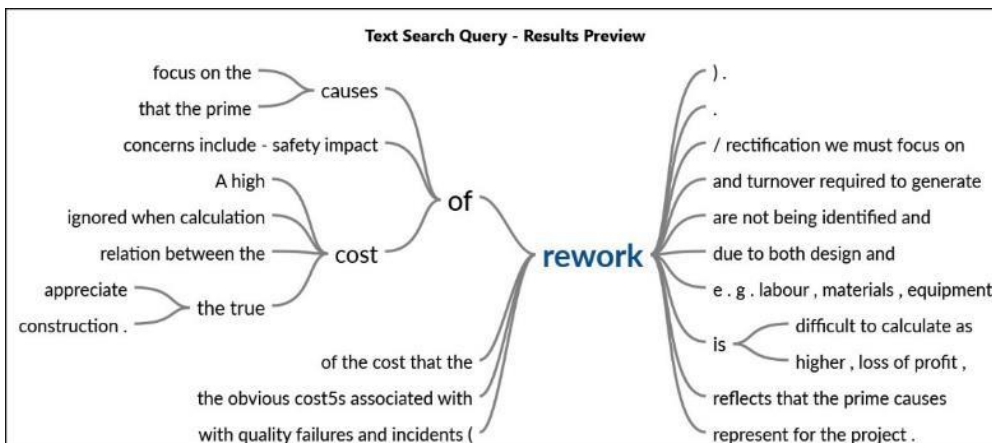 Text Search Query - Results Preview
focus on the
that the prime
causes
concerns include - safety impact
A high
ignored when calculation
relation between the
appreciate
construction .
the true
cost
of
of the cost that the
the obvious cost5s associated with
with quality failures and incidents (
rework
) .
.
/ rectification we must focus on
and turnover required to generate
are not being identified and
due to both design and
e . g . labour , materials , equipment
is
difficult to calculate as
higher , loss of profit ,
reflects that the prime causes
represent for the project .